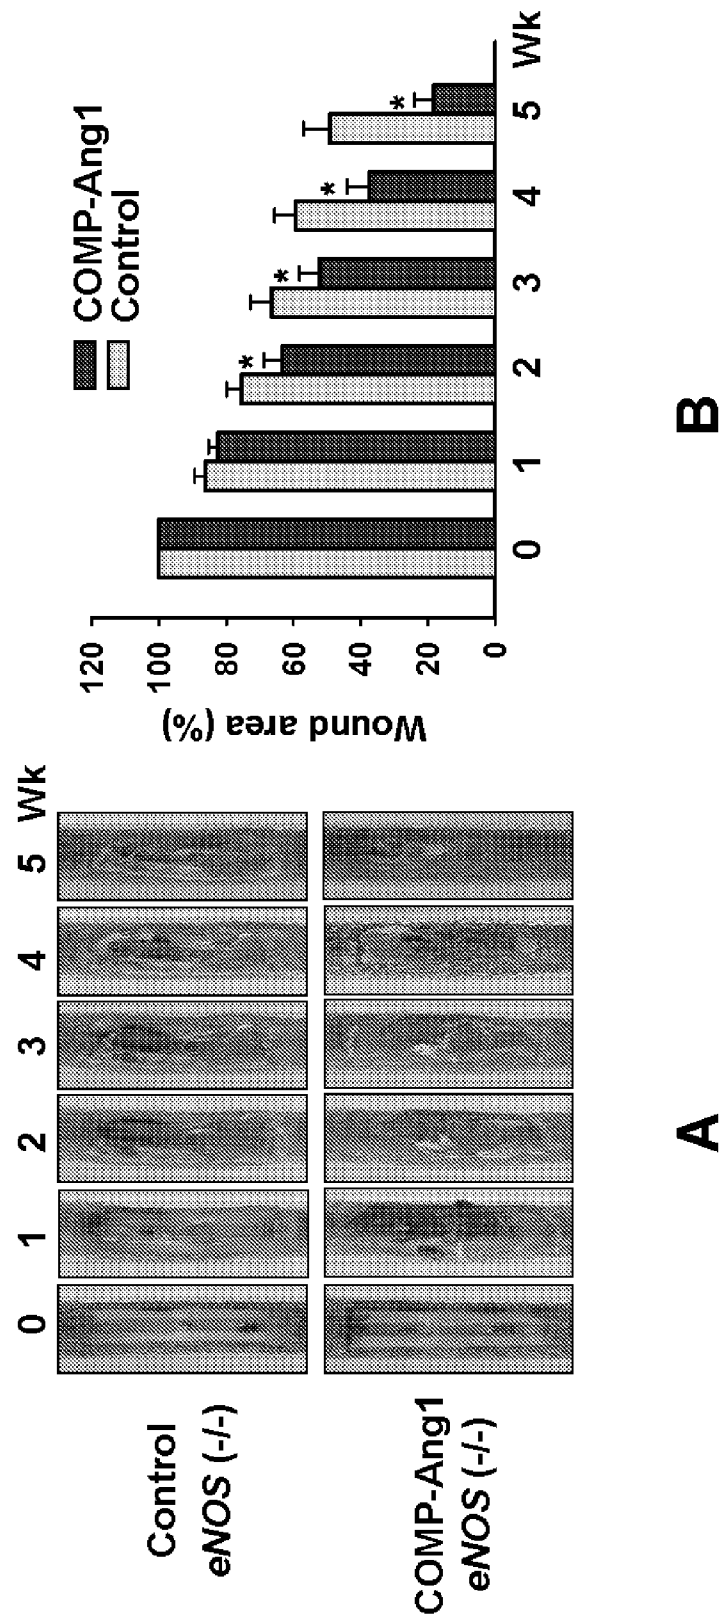 0 1 2 3 4 5 Wk
Control
eNOS (-/-)
COMP-Ang1
eNOS (-/-)
A
COMP-Ang1
Control
Wound area (%)
120
100
80
60
40
20
0
* * * *
0 1 2 3 4 5 Wk
B